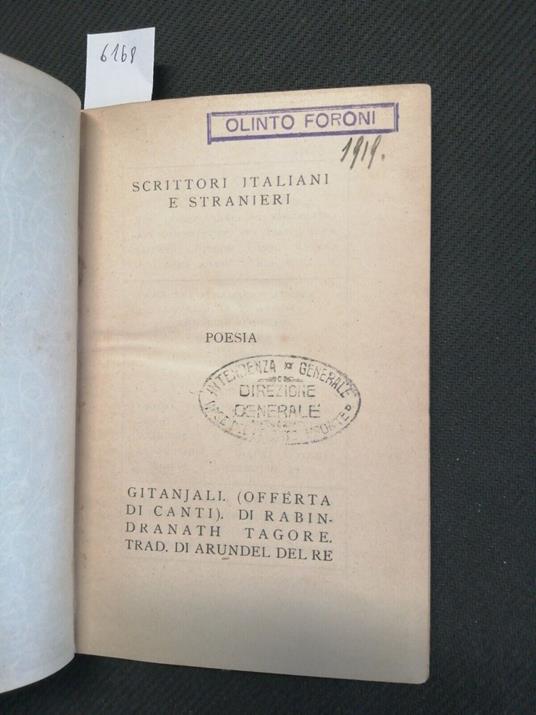 6168
OLINTO FORONI
1919.
SCRITTORI ITALIANI
E STRANIERI
POESIA
INTENDENZA GENERALE
DIREZIONE
GENERALE
GITANJALI. (OFFERTA
DI CANTI). DI RABIN-
DRANATH TAGORE.
TRAD. DI ARUNDEL DEL RE